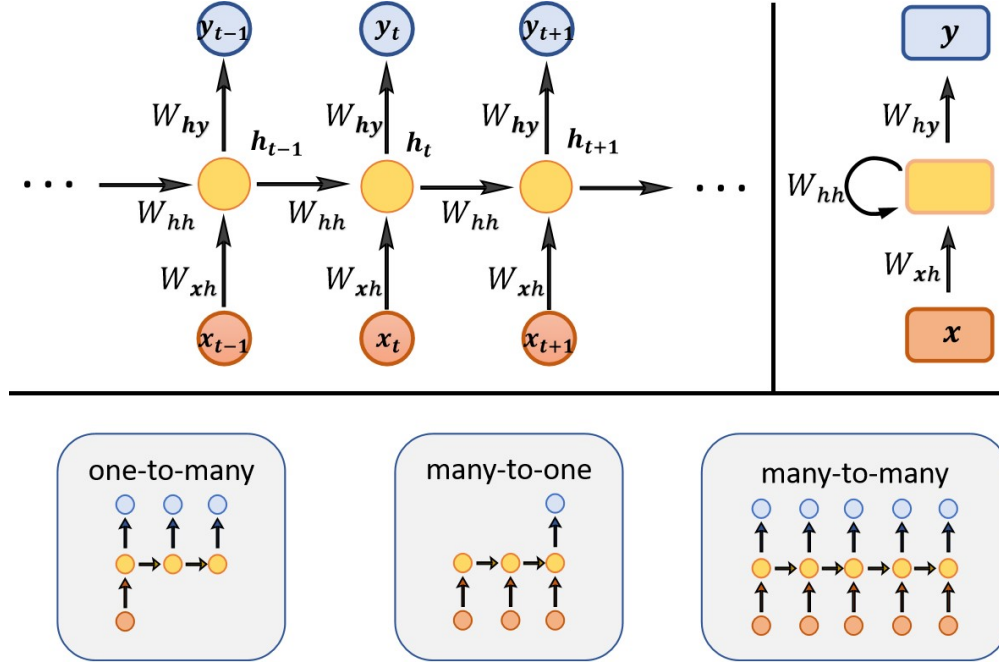 y_{t-1} y_t y_{t+1}
W_{hy} W_{hy} W_{hy}
h_{t-1} h_t h_{t+1}
. . . . . .
W_{hh} W_{hh} W_{hh}
W_{xh} W_{xh} W_{xh}
x_{t-1} x_t x_{t+1}
y
W_{hy}
W_{hh}
W_{xh}
x
one-to-many
many-to-one
many-to-many